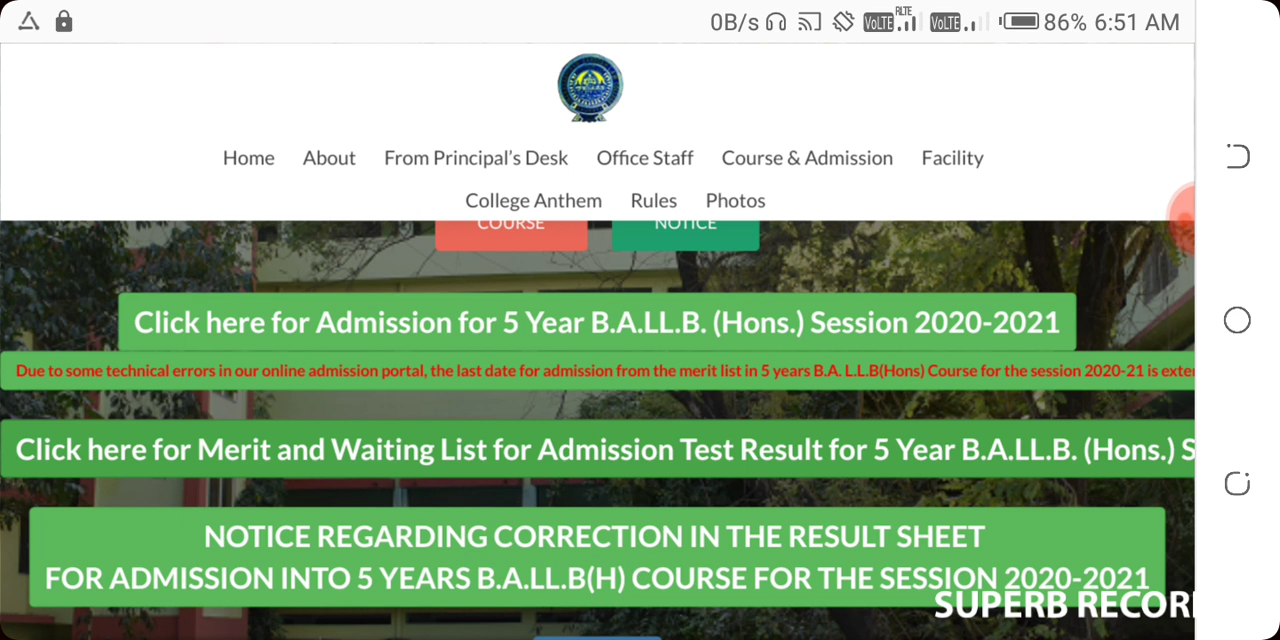 0B/s VoLTE RLTE VoLTE 86% 6:51 AM
Home About From Principal's Desk Office Staff Course & Admission Facility
College Anthem Rules Photos
COURSE NOTICE
Click here for Admission for 5 Year B.A.LL.B. (Hons.) Session 2020-2021
Due to some technical errors in our online admission portal, the last date for admission from the merit list in 5 years B.A. L.L.B(Hons) Course for the session 2020-21 is exter
Click here for Merit and Waiting List for Admission Test Result for 5 Year B.A.LL.B. (Hons.) S
NOTICE REGARDING CORRECTION IN THE RESULT SHEET
FOR ADMISSION INTO 5 YEARS B.A.LL.B(H) COURSE FOR THE SESSION 2020-2021
SUPERB RECOR